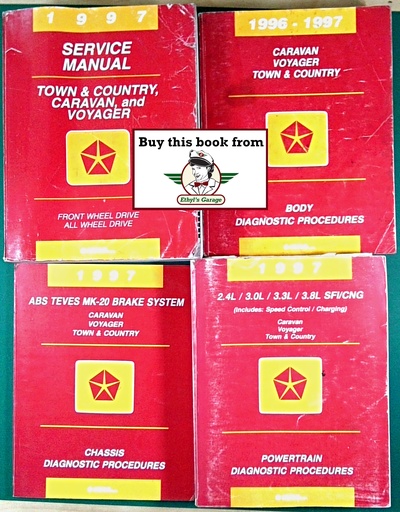 1997
SERVICE
MANUAL
TOWN & COUNTRY,
CARAVAN, and
VOYAGER
FRONT WHEEL DRIVE
ALL WHEEL DRIVE
1996 - 1997
CARAVAN
VOYAGER
TOWN & COUNTRY
BODY
DIAGNOSTIC PROCEDURES
Buy this book from
Ethyl's Garage
1997
ABS TEVES MK-20 BRAKE SYSTEM
CARAVAN
VOYAGER
TOWN & COUNTRY
CHASSIS
DIAGNOSTIC PROCEDURES
1997
2.4L / 3.0L / 3.3L / 3.8L SFI/CNG
(Includes: Speed Control / Charging)
Caravan
Voyager
Town & Country
POWERTRAIN
DIAGNOSTIC PROCEDURES